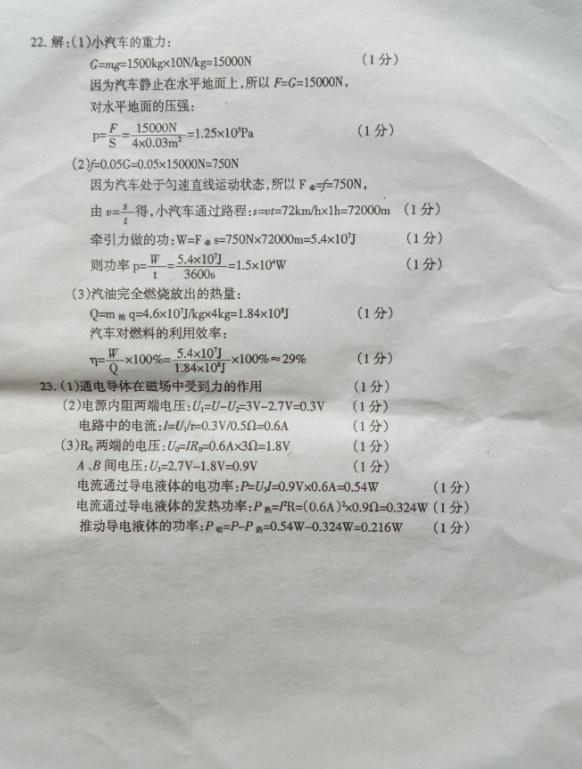 22. 解:(1)小汽车的重力:
G=mg=1500kg×10N/kg=15000N (1分)
因为汽车静止在水平地面上,所以 F=G=15000N,
对水平地面的压强:
p=F/S=15000N/4×0.03m²=1.25×10⁵Pa (1分)
(2)f=0.05G=0.05×15000N=750N
因为汽车处于匀速直线运动状态,所以 F牵=f=750N,
由 v=s/t 得,小汽车通过路程:s=vt=72km/h×1h=72000m (1分)
牵引力做的功:W=F牵s=750N×72000m=5.4×10⁷J (1分)
则功率 p=W/t=5.4×10⁷J/3600s=1.5×10⁴W (1分)
(3)汽油完全燃烧放出的热量:
Q=m油q=4.6×10⁷J/kg×4kg=1.84×10⁸J (1分)
汽车对燃料的利用效率:
η=W/Q×100%=5.4×10⁷J/1.84×10⁸J×100%≈29% (1分)
23. (1)通电导体在磁场中受到力的作用 (1分)
(2)电源内阻两端电压:U₁=U-U₂=3V-2.7V=0.3V (1分)
电路中的电流:I=U₁/r=0.3V/0.5Ω=0.6A (1分)
(3)R₀两端的电压:U₀=IR₀=0.6A×3Ω=1.8V (1分)
A、B间电压:U₃=2.7V-1.8V=0.9V (1分)
电流通过导电液体的电功率:P=U₃I=0.9V×0.6A=0.54W (1分)
电流通过导电液体的发热功率:P热=I²R=(0.6A)²×0.9Ω=0.324W (1分)
推动导电液体的功率:P动=P-P热=0.54W-0.324W=0.216W (1分)